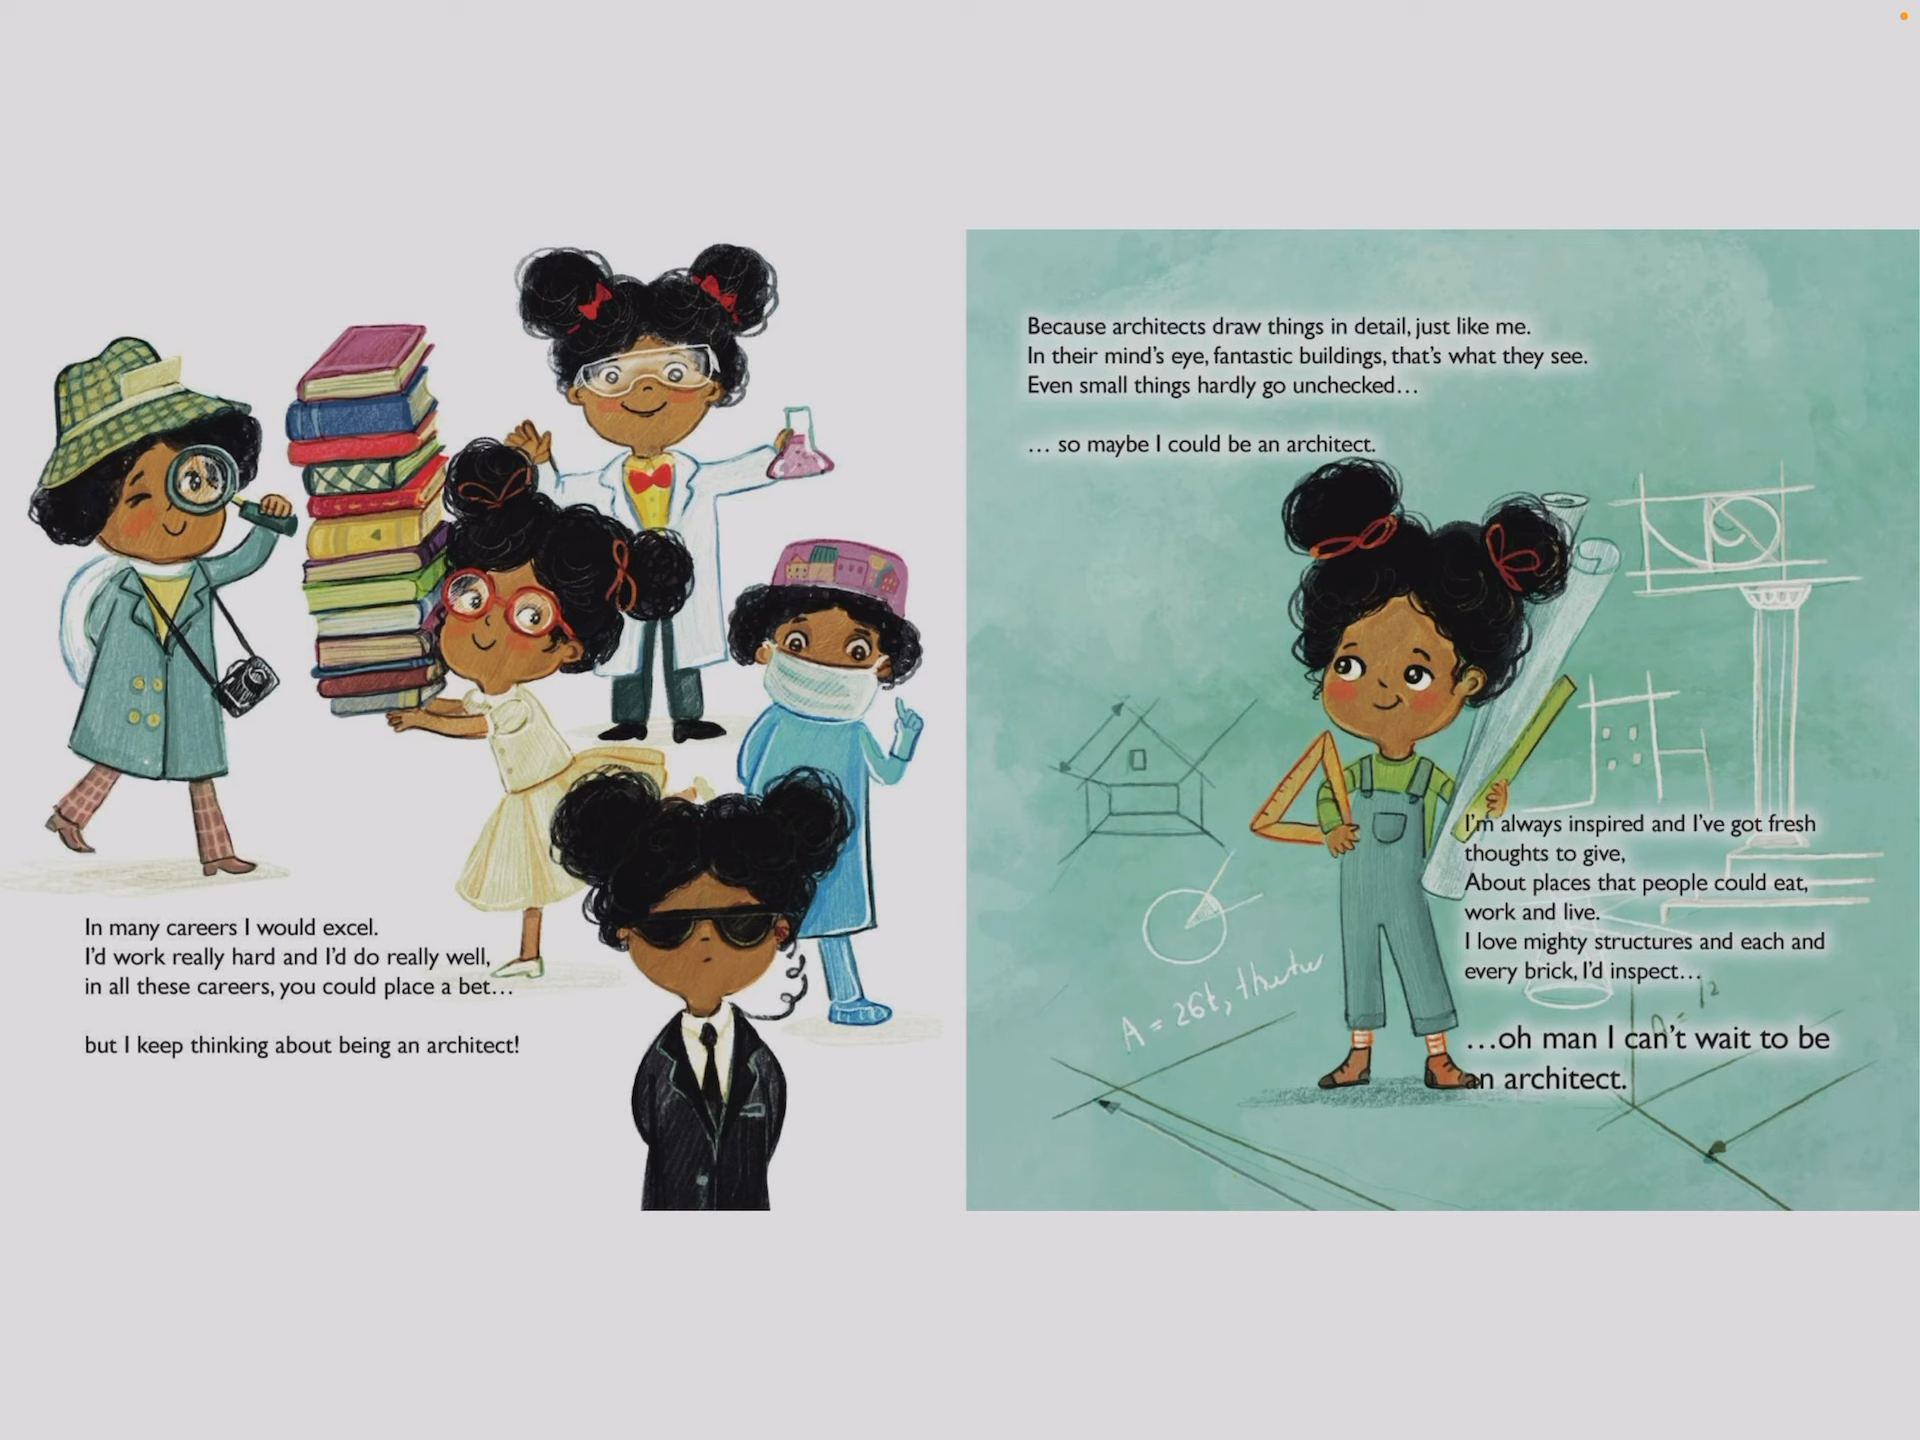 In many careers I would excel.
I'd work really hard and I'd do really well,
in all these careers, you could place a bet…
but I keep thinking about being an architect!
Because architects draw things in detail, just like me.
In their mind's eye, fantastic buildings, that's what they see.
Even small things hardly go unchecked…
… so maybe I could be an architect.
I'm always inspired and I've got fresh
thoughts to give,
About places that people could eat,
work and live.
I love mighty structures and each and
every brick, I'd inspect…
…oh man I can't wait to be
an architect.
A = 26t,